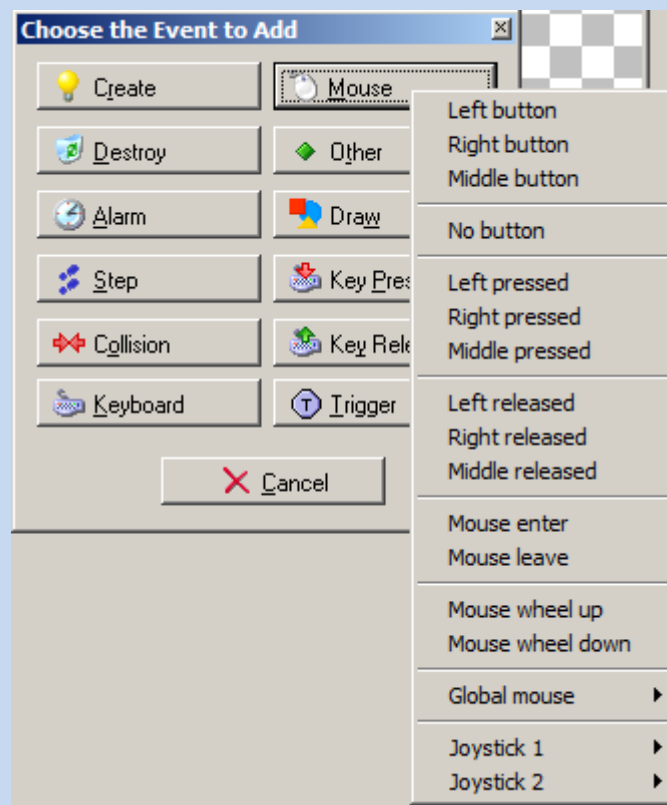 Choose the Event to Add
Create
Mouse
Destroy
Other
Alarm
Draw
Step
Key Pres
Collision
Key Rele
Keyboard
T Trigger
Cancel
Left button
Right button
Middle button
No button
Left pressed
Right pressed
Middle pressed
Left released
Right released
Middle released
Mouse enter
Mouse leave
Mouse wheel up
Mouse wheel down
Global mouse
Joystick 1
Joystick 2